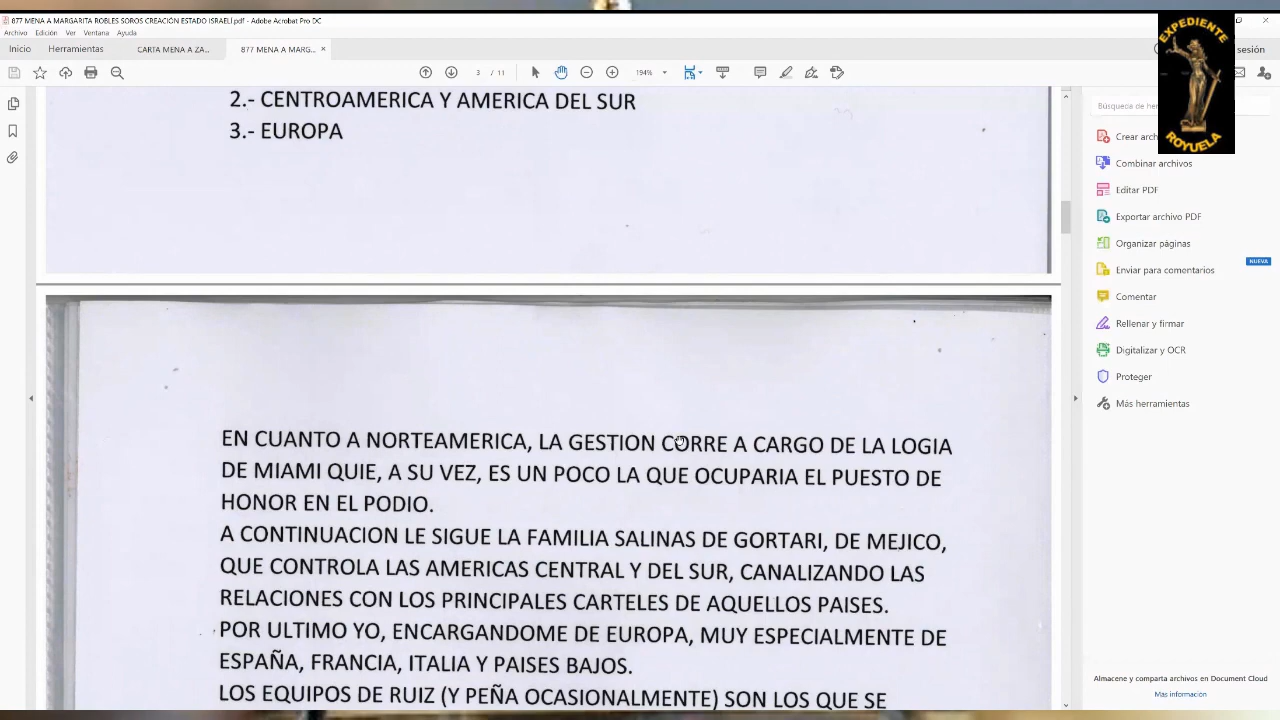 877 MENA A MARGARITA ROBLES SOROS CREACIÓN ESTADO ISRAELÍ.pdf - Adobe Acrobat Pro DC
Archivo Edición Ver Ventana Ayuda
Inicio Herramientas CARTA MENA A ZA... 877 MENA A MARG... × sesión
3 / 11 194%
EXPEDIENTE
ROYUELA
2.- CENTROAMERICA Y AMERICA DEL SUR
3.- EUROPA
EN CUANTO A NORTEAMERICA, LA GESTION CORRE A CARGO DE LA LOGIA
DE MIAMI QUIE, A SU VEZ, ES UN POCO LA QUE OCUPARIA EL PUESTO DE
HONOR EN EL PODIO.
A CONTINUACION LE SIGUE LA FAMILIA SALINAS DE GORTARI, DE MEJICO,
QUE CONTROLA LAS AMERICAS CENTRAL Y DEL SUR, CANALIZANDO LAS
RELACIONES CON LOS PRINCIPALES CARTELES DE AQUELLOS PAISES.
POR ULTIMO YO, ENCARGANDOME DE EUROPA, MUY ESPECIALMENTE DE
ESPAÑA, FRANCIA, ITALIA Y PAISES BAJOS.
LOS EQUIPOS DE RUIZ (Y PEÑA OCASIONALMENTE) SON LOS QUE SE
Búsqueda de her
Crear arch
Combinar archivos
Editar PDF
Exportar archivo PDF
Organizar páginas
NUEVA
Enviar para comentarios
Comentar
Rellenar y firmar
Digitalizar y OCR
Proteger
Más herramientas
Almacene y comparta archivos en Document Cloud
Más información